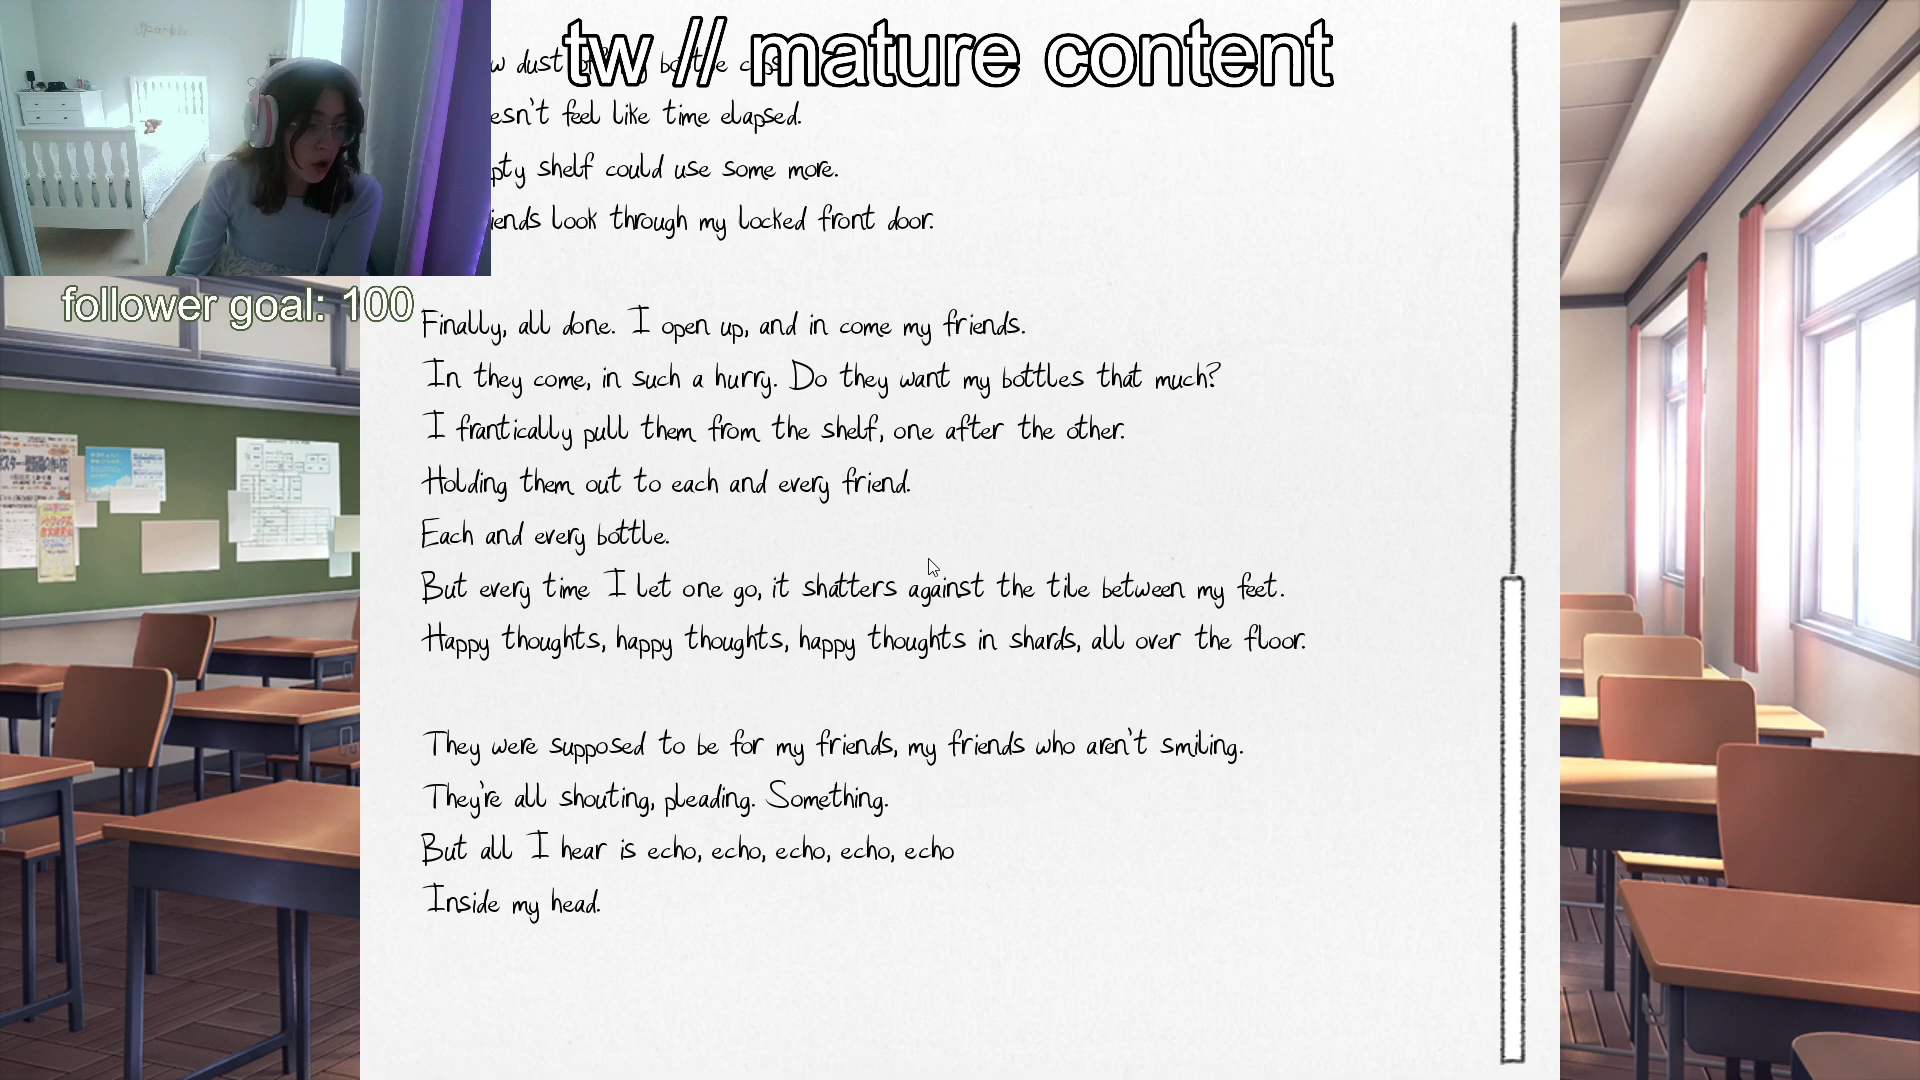 tw // mature content
dust
esn't feel like time elapsed.
pty shelf could use some more.
iends look through my locked front door.
follower goal: 100
Finally, all done. I open up, and in come my friends.
In they come, in such a hurry. Do they want my bottles that much?
I frantically pull them from the shelf, one after the other.
Holding them out to each and every friend.
Each and every bottle.
But every time I let one go, it shatters against the tile between my feet.
Happy thoughts, happy thoughts, happy thoughts in shards, all over the floor.
They were supposed to be for my friends, my friends who aren't smiling.
They're all shouting, pleading. Something.
But all I hear is echo, echo, echo, echo, echo
Inside my head.